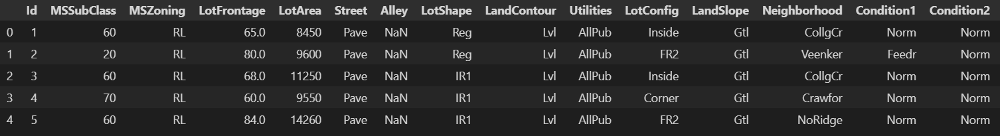 Id MSSubClass MSZoning LotFrontage LotArea Street Alley LotShape LandContour Utilities LotConfig LandSlope Neighborhood Condition1 Condition2
0 1 60 RL 65.0 8450 Pave NaN Reg Lvl AllPub Inside Gtl CollgCr Norm Norm
1 2 20 RL 80.0 9600 Pave NaN Reg Lvl AllPub FR2 Gtl Veenker Feedr Norm
2 3 60 RL 68.0 11250 Pave NaN IR1 Lvl AllPub Inside Gtl CollgCr Norm Norm
3 4 70 RL 60.0 9550 Pave NaN IR1 Lvl AllPub Corner Gtl Crawfor Norm Norm
4 5 60 RL 84.0 14260 Pave NaN IR1 Lvl AllPub FR2 Gtl NoRidge Norm Norm